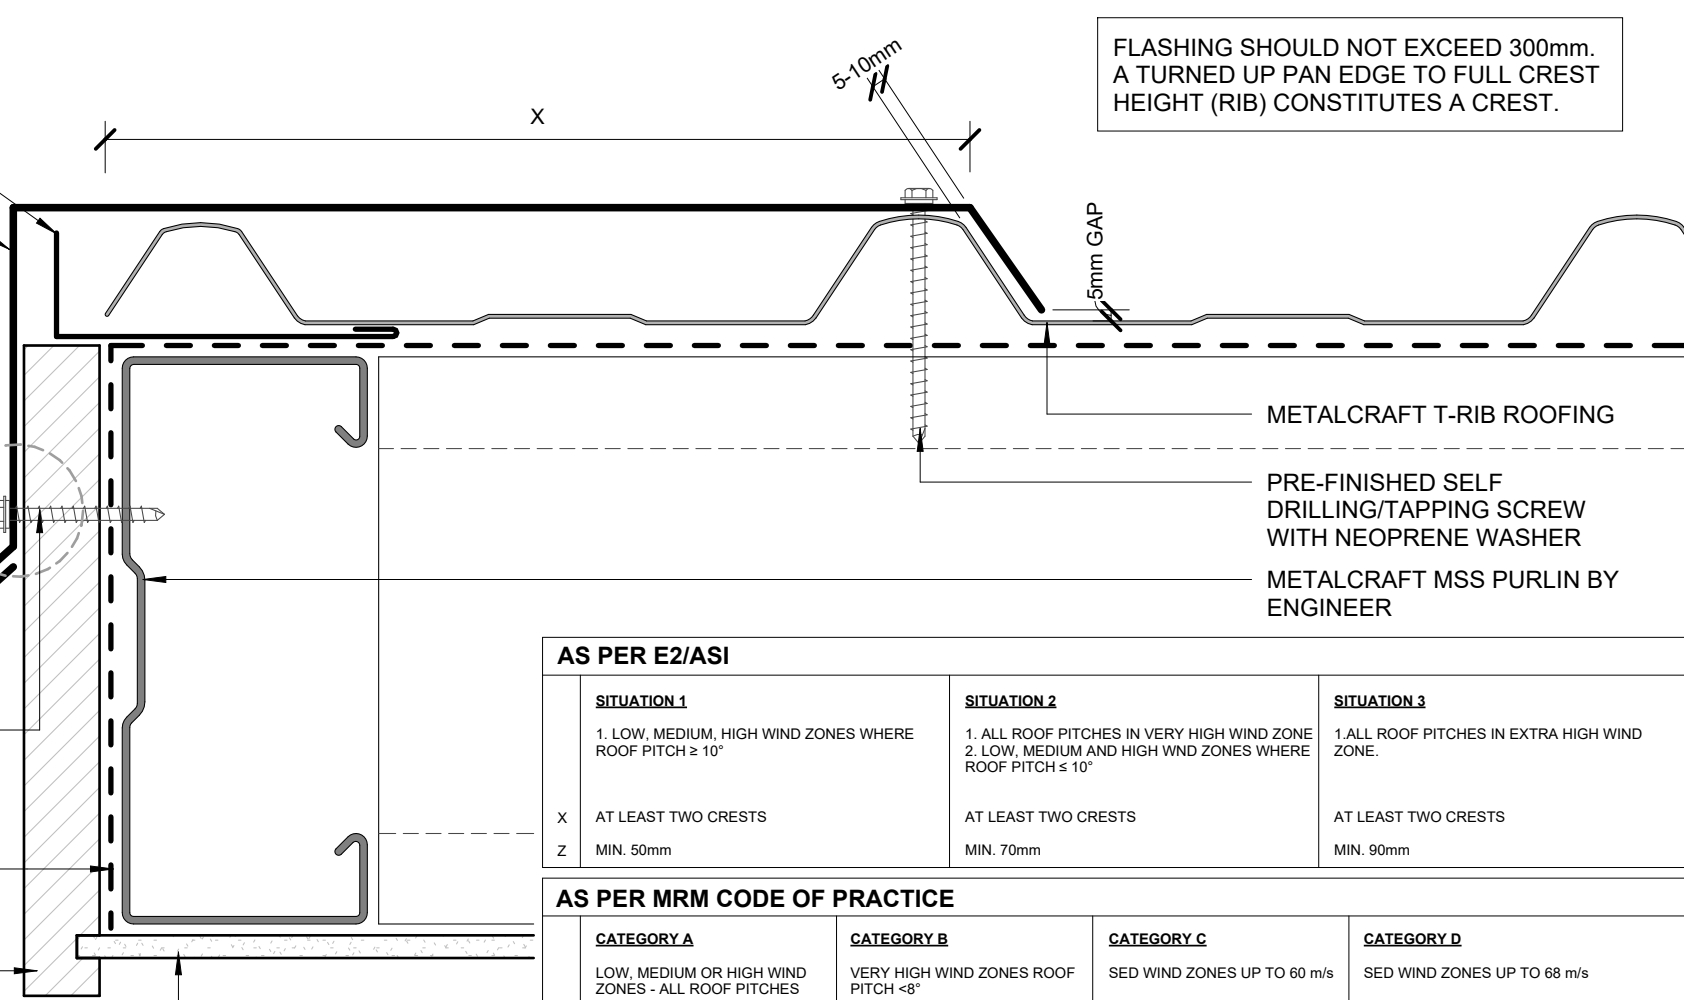 FLASHING SHOULD NOT EXCEED 300mm.
A TURNED UP PAN EDGE TO FULL CREST
HEIGHT (RIB) CONSTITUTES A CREST.
5-10mm
X
5mm GAP
METALCRAFT T-RIB ROOFING
PRE-FINISHED SELF
DRILLING/TAPPING SCREW
WITH NEOPRENE WASHER
METALCRAFT MSS PURLIN BY
ENGINEER
AS PER E2/ASI
SITUATION 1
1. LOW, MEDIUM, HIGH WIND ZONES WHERE
ROOF PITCH ≥ 10°
SITUATION 2
1. ALL ROOF PITCHES IN VERY HIGH WIND ZONE
2. LOW, MEDIUM AND HIGH WND ZONES WHERE
ROOF PITCH ≤ 10°
SITUATION 3
1.ALL ROOF PITCHES IN EXTRA HIGH WIND
ZONE.
X AT LEAST TWO CRESTS AT LEAST TWO CRESTS AT LEAST TWO CRESTS
Z MIN. 50mm MIN. 70mm MIN. 90mm
AS PER MRM CODE OF PRACTICE
CATEGORY A
LOW, MEDIUM OR HIGH WIND
ZONES - ALL ROOF PITCHES
CATEGORY B
VERY HIGH WIND ZONES ROOF
PITCH <8°
CATEGORY C
SED WIND ZONES UP TO 60 m/s
CATEGORY D
SED WIND ZONES UP TO 68 m/s